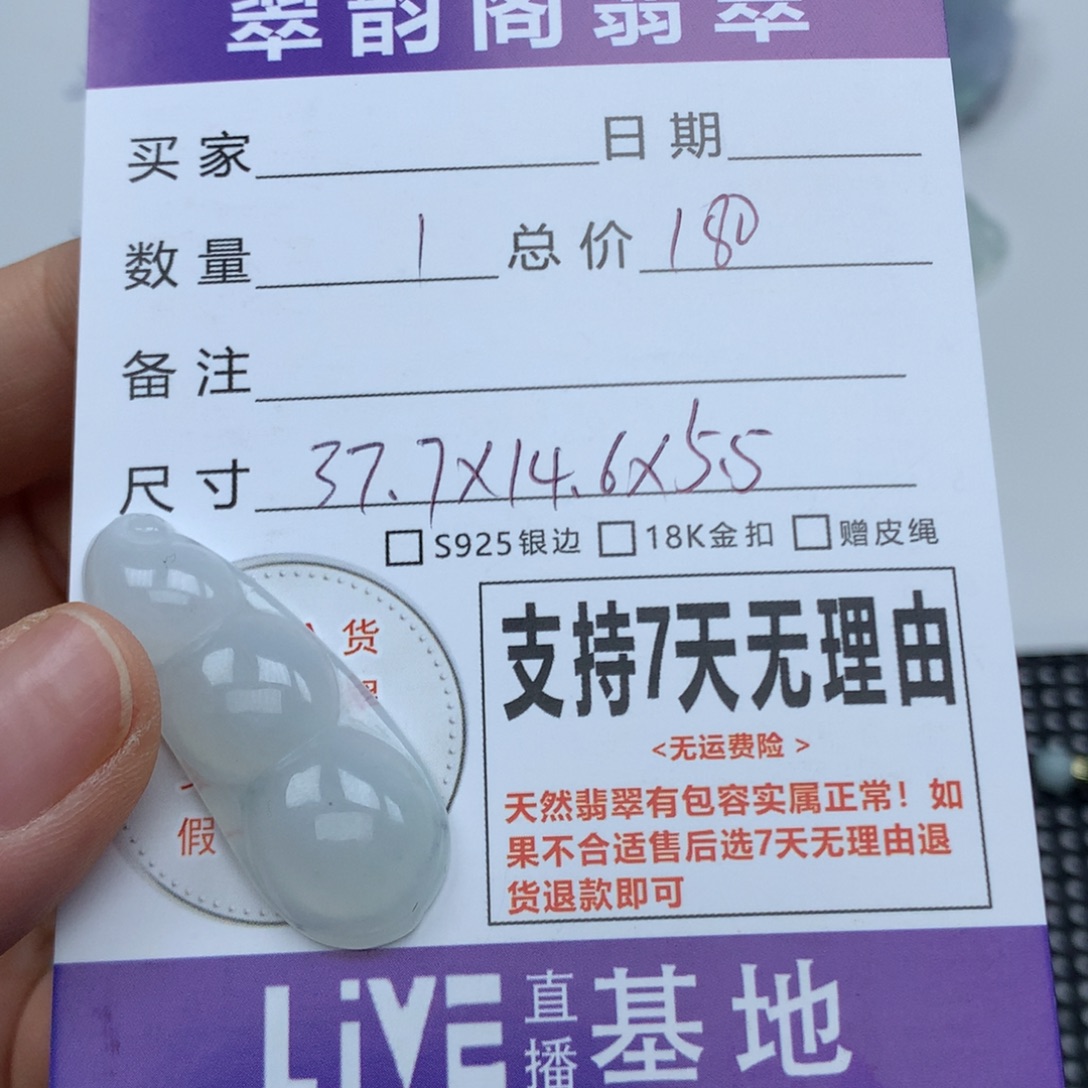 翠韵阁翡翠
买家 日期
数量 1 总价 180
备注
尺寸 37.7×14.6×5.5
S925银边 18K金扣 赠皮绳
货
假
支持7天无理由
<无运费险 >
天然翡翠有包容实属正常！如
果不合适售后选7天无理由退
货退款即可
LiVE 直播 基地